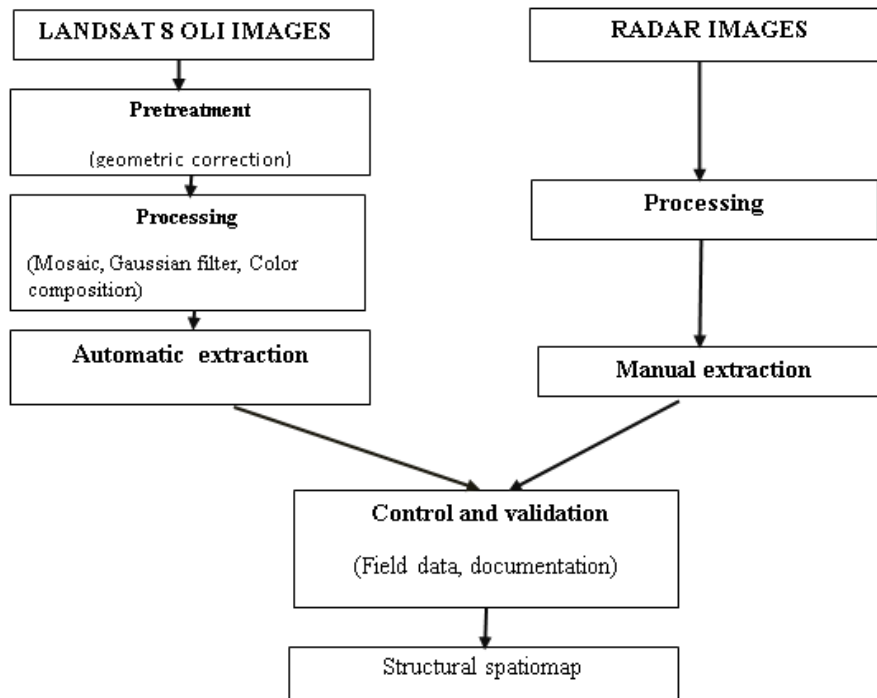 LANDSAT 8 OLI IMAGES
Pretreatment
(geometric correction)
Processing
(Mosaic, Gaussian filter, Color
composition)
Automatic extraction
RADAR IMAGES
Processing
Manual extraction
Control and validation
(Field data, documentation)
Structural spatiomap